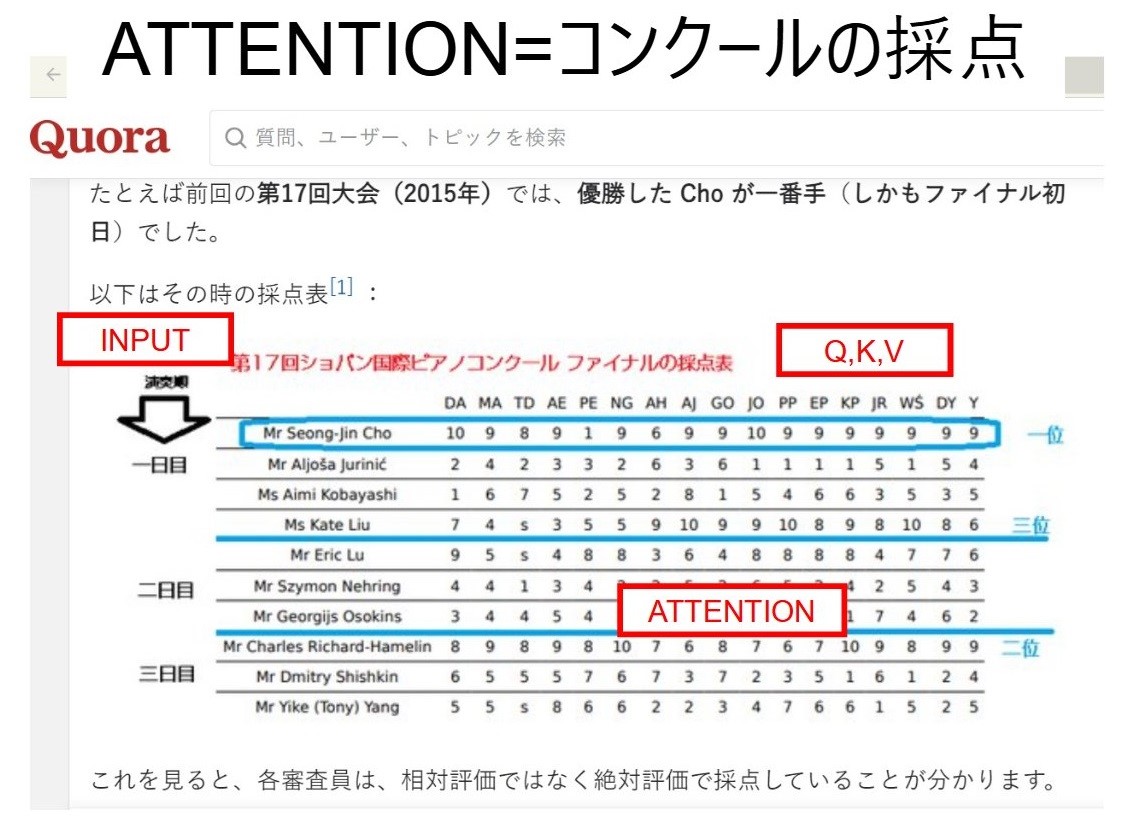 ATTENTION=コンクールの採点
Quora
質問、ユーザー、トピックを検索
たとえば前回の第17回大会（2015年）では、優勝した Cho が一番手（しかもファイナル初
日）でした。
以下はその時の採点表[1]：
INPUT
Q,K,V
第17回ショパン国際ピアノコンクール ファイナルの採点表
演奏順
DA MA TD AE PE NG AH AJ GO JO PP EP KP JR WŚ DY Y
Mr Seong-Jin Cho 10 9 8 9 1 9 6 9 9 10 9 9 9 9 9 9 9 一位
一日目
Mr Aljoša Jurinić 2 4 2 3 3 2 6 3 6 1 1 1 1 5 1 5 4
Ms Aimi Kobayashi 1 6 7 5 2 5 2 8 1 5 4 6 6 3 5 3 5
Ms Kate Liu 7 4 s 3 5 5 9 10 9 9 10 8 9 8 10 8 6 三位
Mr Eric Lu 9 5 s 4 8 8 3 6 4 8 8 8 8 4 7 7 6
二日目
Mr Szymon Nehring 4 4 1 3 4 4 2 5 4 3
ATTENTION
Mr Georgijs Osokins 3 4 4 5 4 1 7 4 6 2
Mr Charles Richard-Hamelin 8 9 8 9 8 10 7 6 8 7 6 7 10 9 8 9 9 二位
三日目
Mr Dmitry Shishkin 6 5 5 5 7 6 7 3 7 2 3 5 1 6 1 2 4
Mr Yike (Tony) Yang 5 5 s 8 6 6 2 2 3 4 7 6 6 1 5 2 5
これを見ると、各審査員は、相対評価ではなく絶対評価で採点していることが分かります。